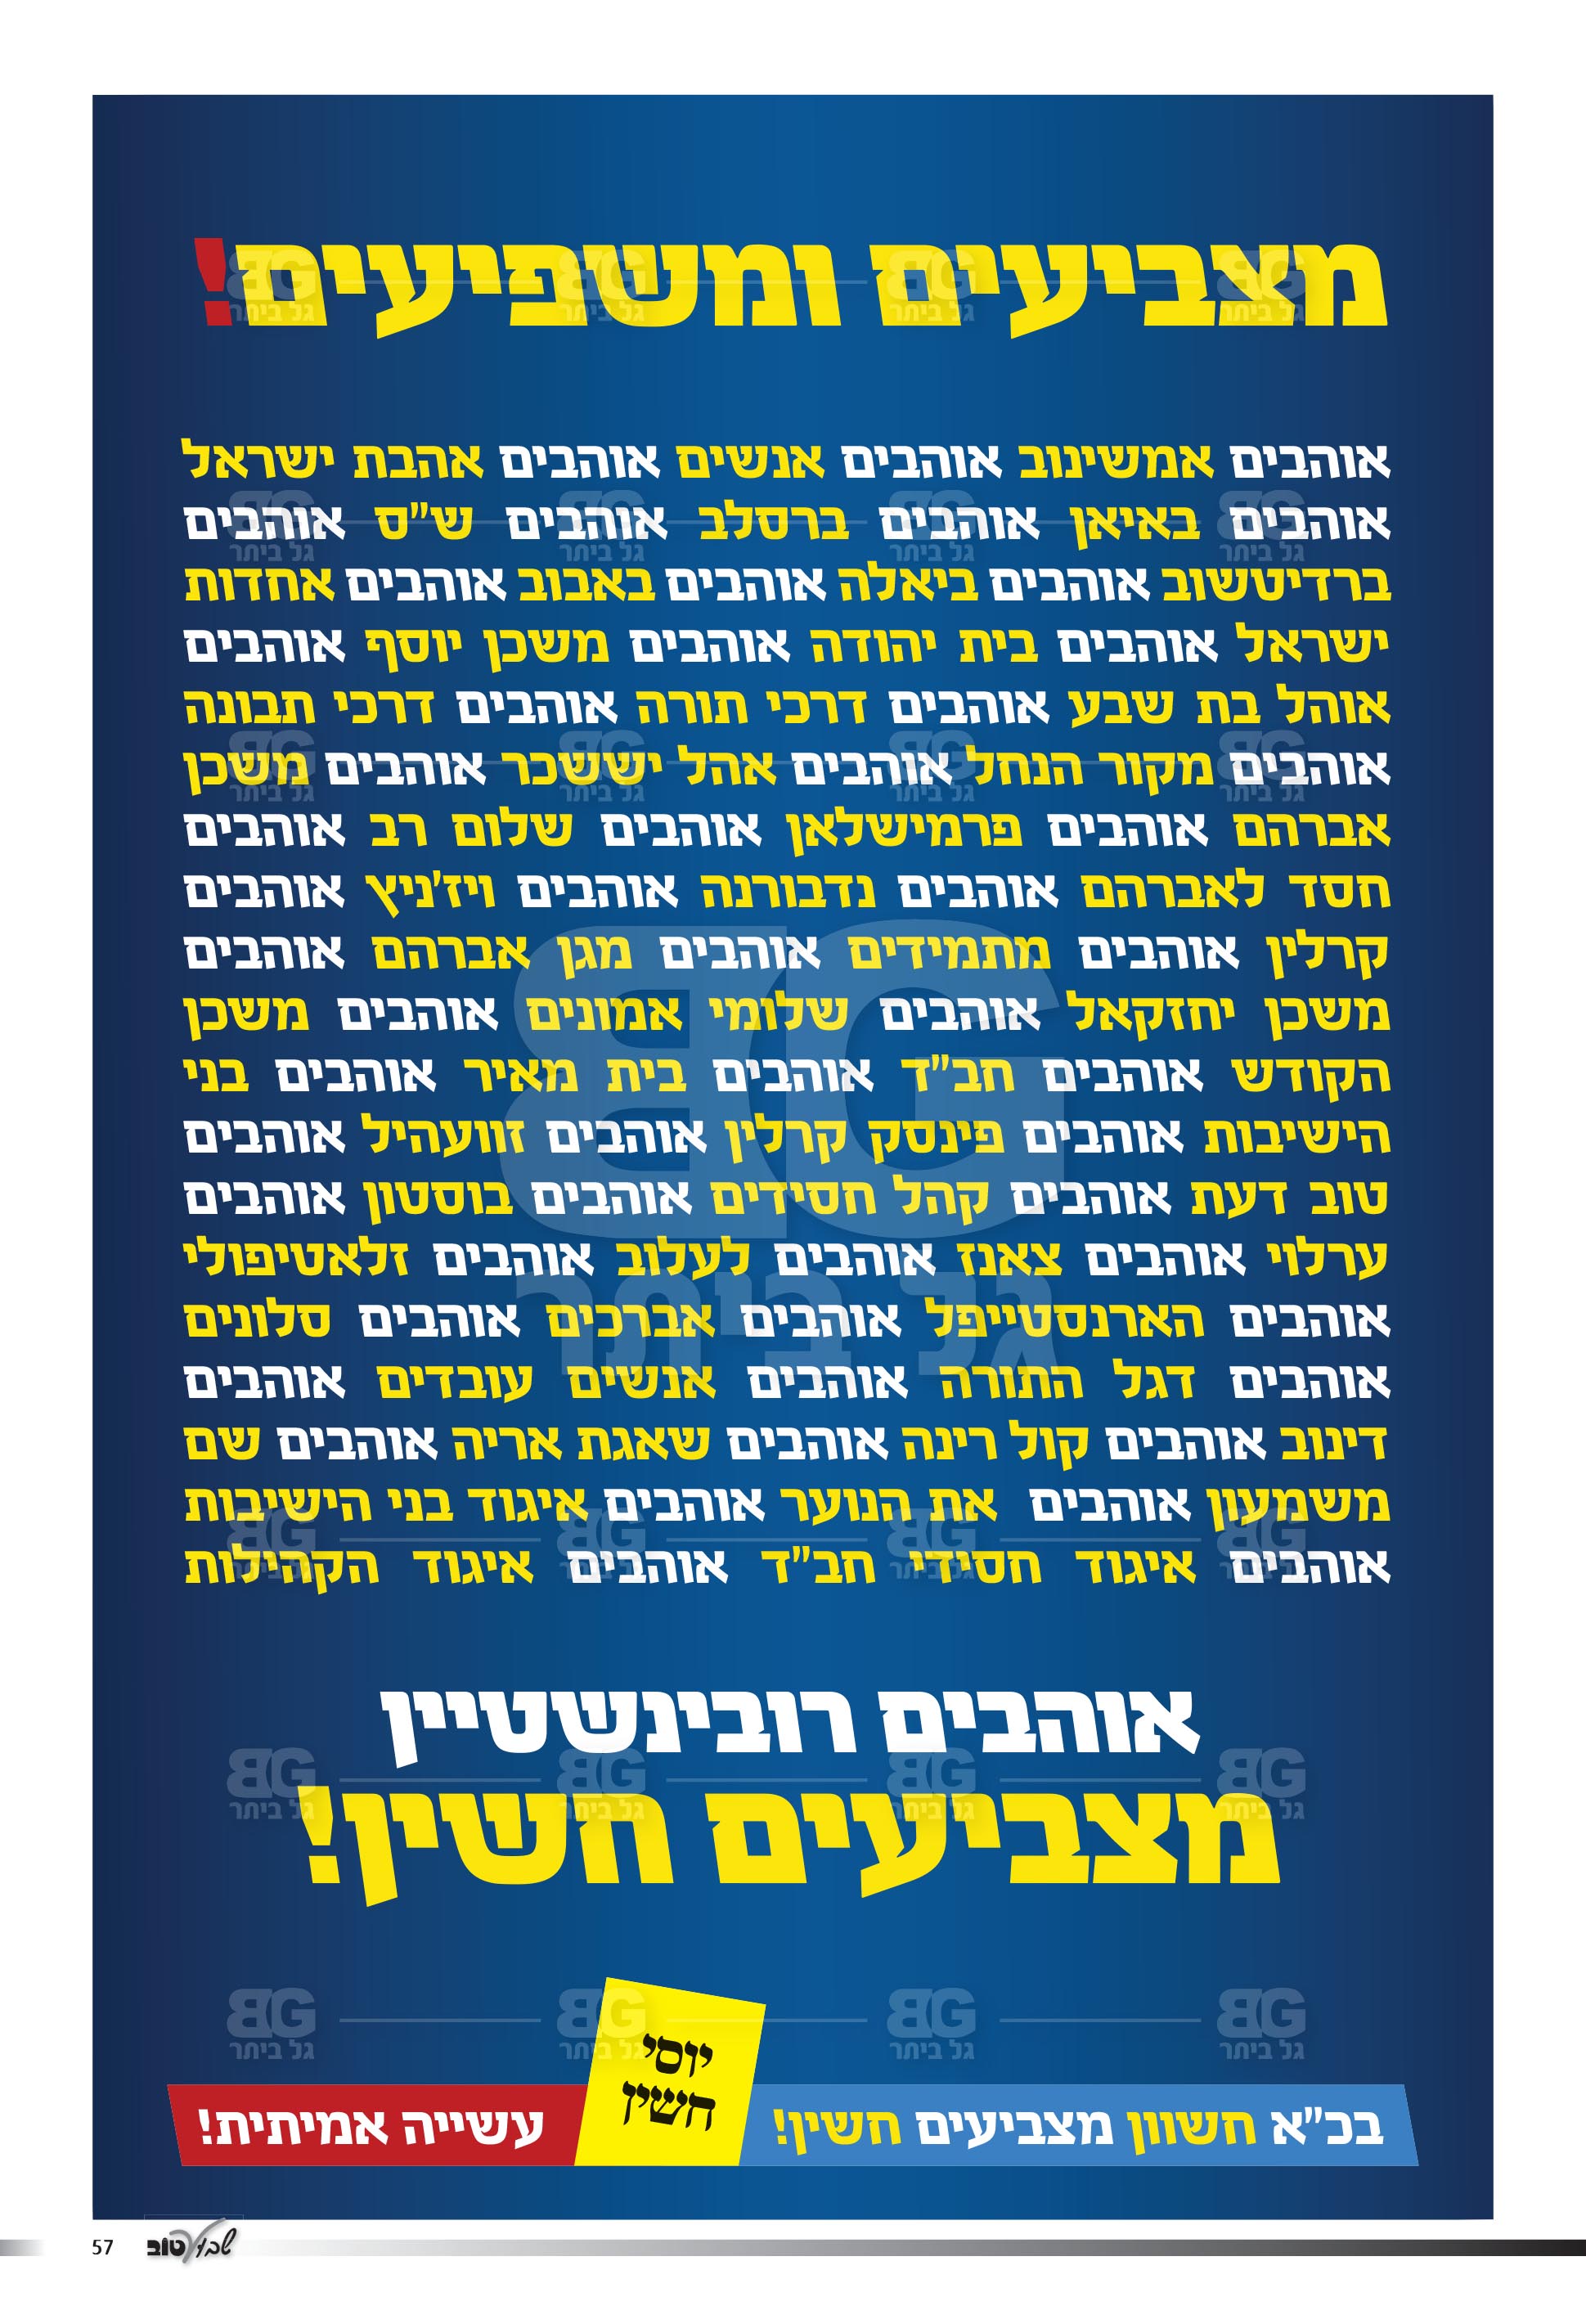 מצביעים ומשפיעים!
אוהבים אמשינוב אוהבים אנשים אוהבים אהבת ישראל
אוהבים באיאן אוהבים ברסלב אוהבים ש"ס אוהבים
ברדיטשוב אוהבים ביאלה אוהבים באבוב אוהבים אחדות
ישראל אוהבים בית יהודה אוהבים משכן יוסף אוהבים
אוהל בת שבע אוהבים דרכי תורה אוהבים דרכי תבונה
אוהבים מקור הנחל אוהבים אהל יששכר אוהבים משכן
אברהם אוהבים פרמישלאן אוהבים שלום רב אוהבים
חסד לאברהם אוהבים נדבורנה אוהבים ויז'ניץ אוהבים
קרלין אוהבים מתמידים אוהבים מגן אברהם אוהבים
משכן יחזקאל אוהבים שלומי אמונים אוהבים משכן
הקודש אוהבים חב"ד אוהבים בית מאיר אוהבים בני
הישיבות אוהבים פינסק קרלין אוהבים זוועהיל אוהבים
טוב דעת אוהבים קהל חסידים אוהבים בוסטון אוהבים
ערלוי אוהבים צאנז אוהבים לעלוב אוהבים זלאטיפולי
אוהבים הארנסטייפל אוהבים אברכים אוהבים סלונים
אוהבים דגל התורה אוהבים אנשים עובדים אוהבים
דינוב אוהבים קול רינה אוהבים שאגת אריה אוהבים שם
משמעון אוהבים את הנוער אוהבים איגוד בני הישיבות
אוהבים איגוד חסידי חב"ד אוהבים איגוד הקהילות
אוהבים רובינשטיין
מצביעים חשין!
יוסי
חשין
בכ"א חשוון מצביעים חשין!
עשייה אמיתית!
BG
גל ביתר
57
שבוע טוב